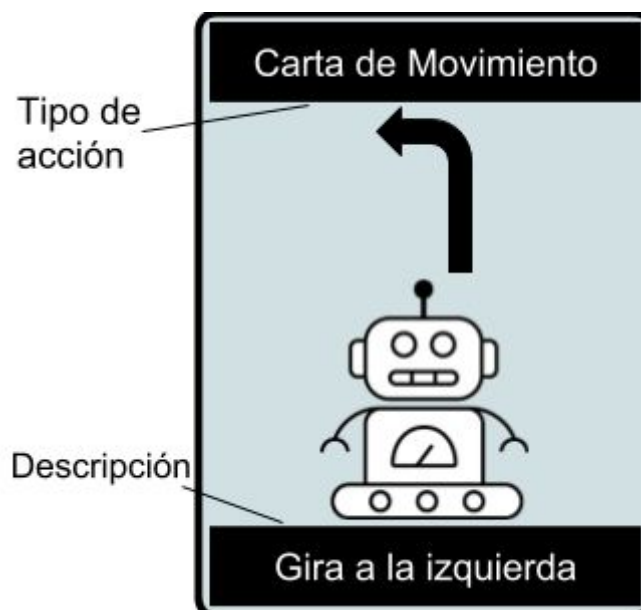 Carta de Movimiento
Tipo de
acción
Descripción
Gira a la izquierda